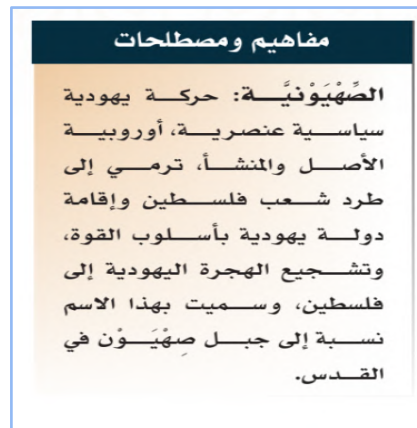 مفاهيم ومصطلحات
الصِّهْيَوْنيَّة: حركة يهودية
سياسية عنصرية، أوروبية
الأصل والمنشأ، ترمي إلى
طرد شعب فلسطين وإقامة
دولة يهودية بأسلوب القوة،
وتشجيع الهجرة اليهودية إلى
فلسطين، وسميت بهذا الاسم
نسبة إلى جبل صِهْيَوْن في
القدس.